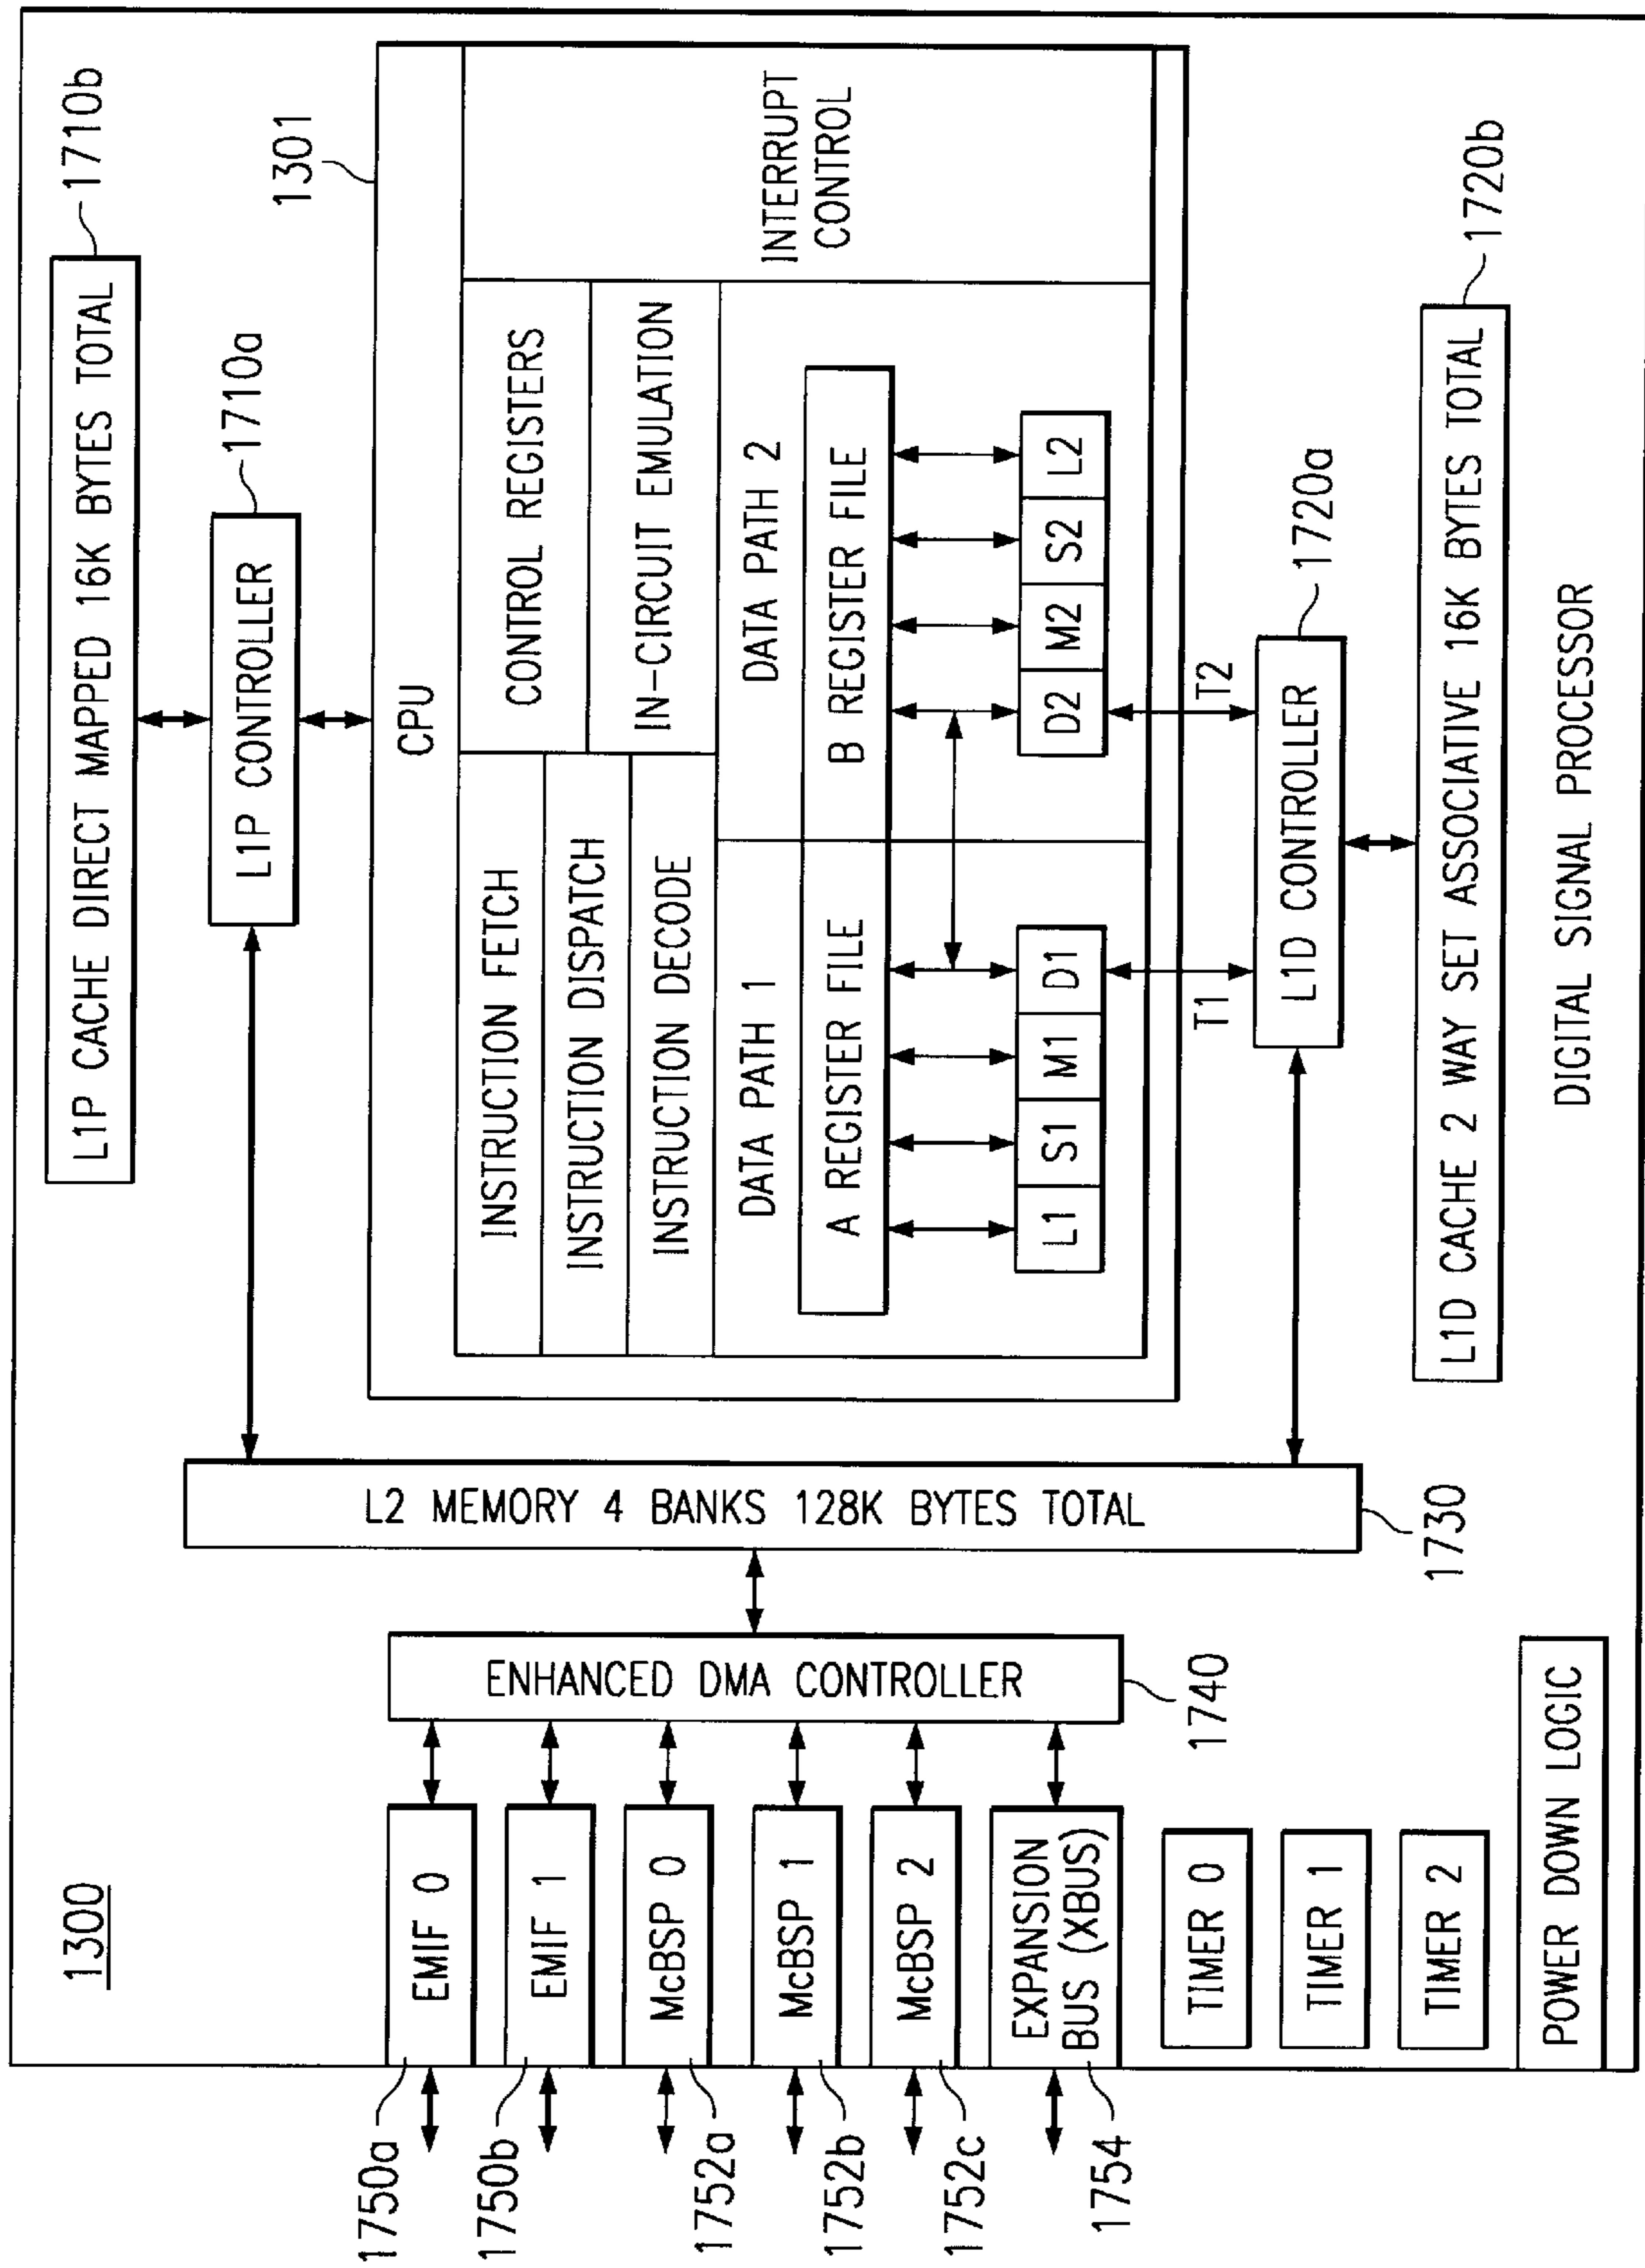 1300
1750a
EMIF 0
1750b
EMIF 1
1752a
McBSP 0
1752b
McBSP 1
1752c
McBSP 2
1754
EXPANSION
BUS (XBUS)
TIMER 0
TIMER 1
TIMER 2
POWER DOWN LOGIC
ENHANCED DMA CONTROLLER
1740
L2 MEMORY 4 BANKS 128K BYTES TOTAL
1730
L1P CACHE DIRECT MAPPED 16K BYTES TOTAL
1710b
L1P CONTROLLER
1710a
1301
CPU
INSTRUCTION FETCH
INSTRUCTION DISPATCH
INSTRUCTION DECODE
CONTROL REGISTERS
IN-CIRCUIT EMULATION
INTERRUPT
CONTROL
DATA PATH 1
DATA PATH 2
A REGISTER FILE
B REGISTER FILE
L1 S1 M1 D1
D2 M2 S2 L2
T1
T2
L1D CONTROLLER
1720a
L1D CACHE 2 WAY SET ASSOCIATIVE 16K BYTES TOTAL
1720b
DIGITAL SIGNAL PROCESSOR